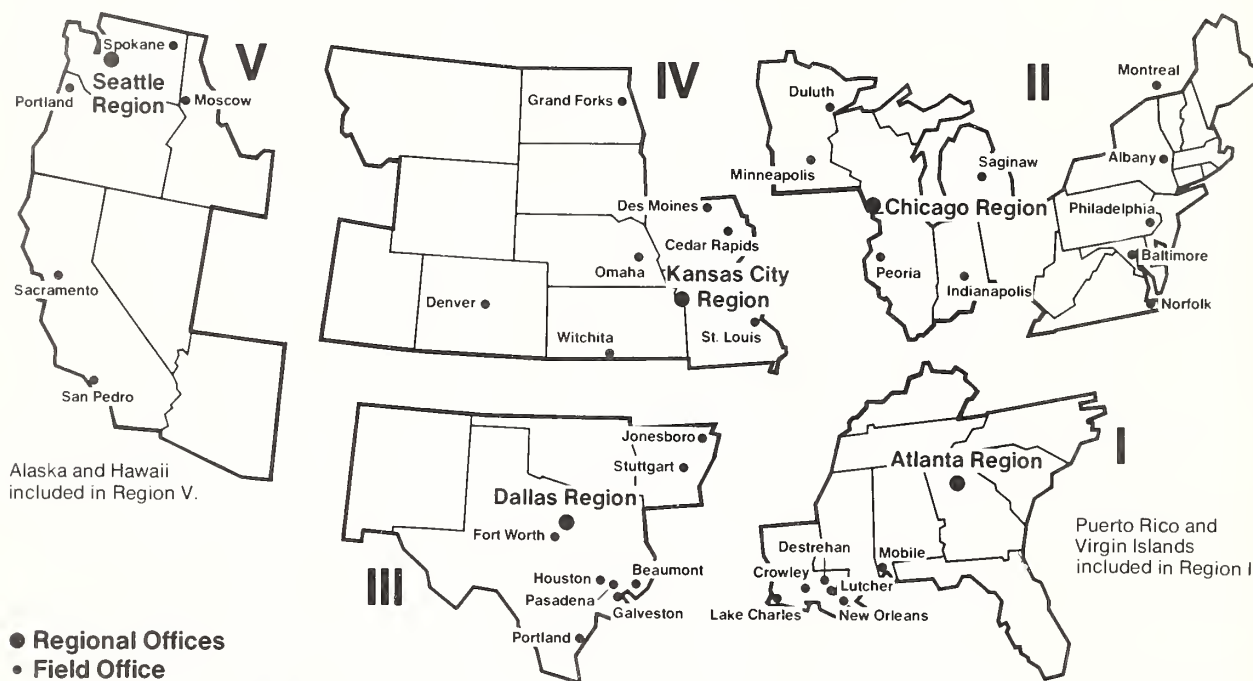 V
Spokane
Seattle
Region
Portland
Moscow
Sacramento
San Pedro
Alaska and Hawaii
included in Region V.
IV
Grand Forks
Des Moines
Cedar Rapids
Omaha
Kansas City
Region
Denver
St. Louis
Witchita
II
Montreal
Duluth
Saginaw
Albany
Minneapolis
Chicago Region
Philadelphia
Baltimore
Peoria
Indianapolis
Norfolk
III
Jonesboro
Stuttgart
Dallas Region
Fort Worth
Houston
Beaumont
Pasadena
Galveston
Portland
I
Atlanta Region
Destrehan
Mobile
Crowley
Lutcher
Lake Charles
New Orleans
Puerto Rico and
Virgin Islands
included in Region I
Regional Offices
Field Office